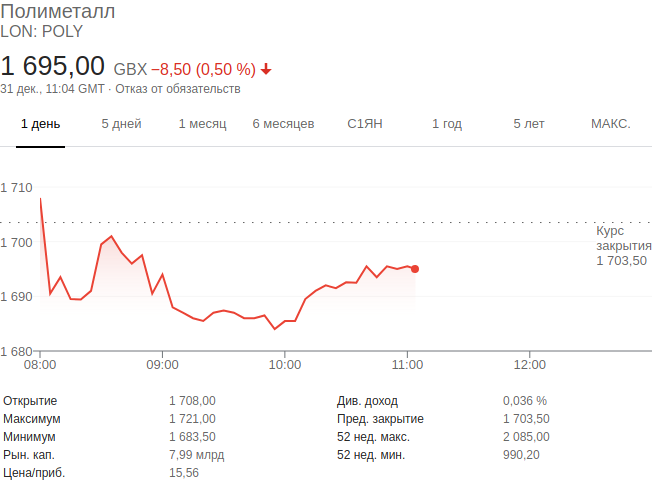 Полиметалл
LON: POLY
1 695,00 GBX −8,50 (0,50 %)
31 дек., 11:04 GMT · Отказ от обязательств
1 день 5 дней 1 месяц 6 месяцев С1ЯН 1 год 5 лет МАКС.
1 710
1 700
1 690
1 680
Курс
закрытия
1 703,50
08:00 09:00 10:00 11:00 12:00
Открытие 1 708,00 Див. доход 0,036 %
Максимум 1 721,00 Пред. закрытие 1 703,50
Минимум 1 683,50 52 нед. макс. 2 085,00
Рын. кап. 7,99 млрд 52 нед. мин. 990,20
Цена/приб. 15,56